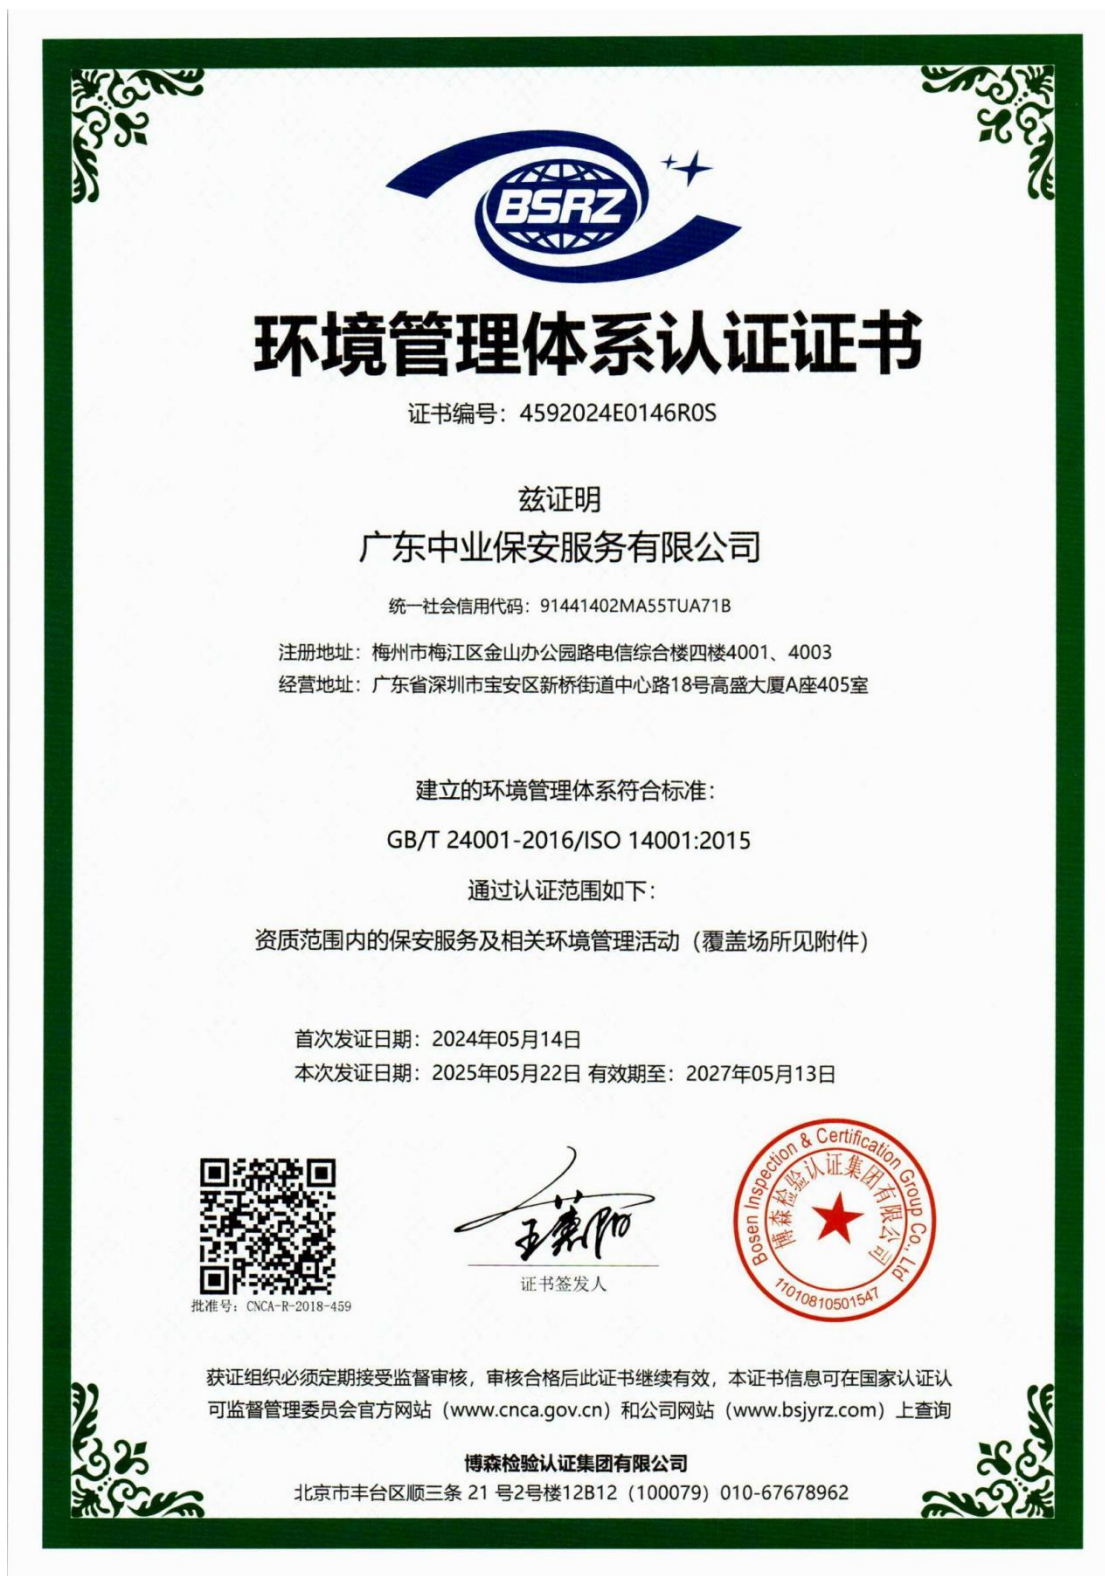 BSRZ
环境管理体系认证证书
证书编号：4592024E0146R0S
兹证明
广东中业保安服务有限公司
统一社会信用代码：91441402MA55TUA71B
注册地址：梅州市梅江区金山办公园路电信综合楼四楼4001、4003
经营地址：广东省深圳市宝安区新桥街道中心路18号高盛大厦A座405室
建立的环境管理体系符合标准：
GB/T 24001-2016/ISO 14001:2015
通过认证范围如下：
资质范围内的保安服务及相关环境管理活动（覆盖场所见附件）
首次发证日期：2024年05月14日
本次发证日期：2025年05月22日 有效期至：2027年05月13日
批准号：CNCA-R-2018-459
证书签发人
Bosen Inspection & Certification Group Co., Ltd
博森检验认证集团有限公司
11010810501547
获证组织必须定期接受监督审核，审核合格后此证书继续有效，本证书信息可在国家认证认
可监督管理委员会官方网站（www.cnca.gov.cn）和公司网站（www.bsjyrz.com）上查询
博森检验认证集团有限公司
北京市丰台区顺三条 21 号2号楼12B12（100079）010-67678962